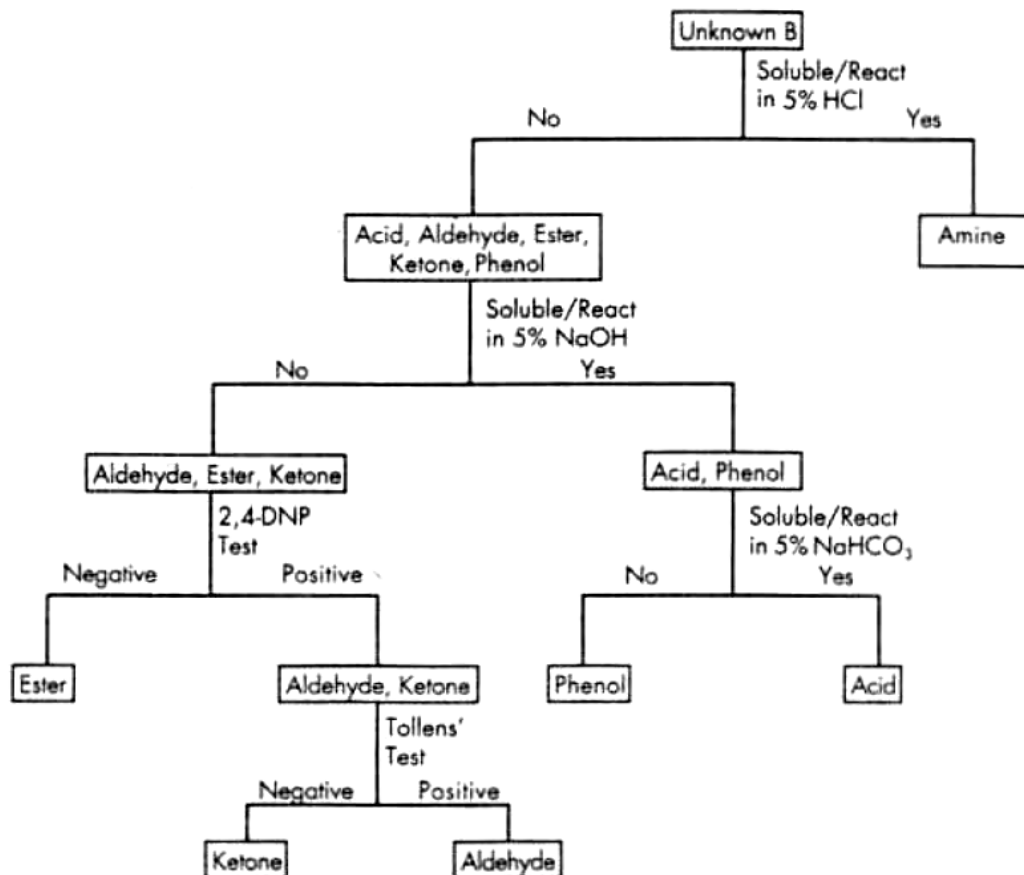 Unknown B
Soluble/React
in 5% HCl
No
Yes
Acid, Aldehyde, Ester,
Ketone, Phenol
Amine
Soluble/React
in 5% NaOH
No
Yes
Aldehyde, Ester, Ketone
Acid, Phenol
2,4-DNP
Test
Soluble/React
in 5% NaHCO₃
Negative
Positive
No
Yes
Ester
Aldehyde, Ketone
Phenol
Acid
Tollens'
Test
Negative
Positive
Ketone
Aldehyde